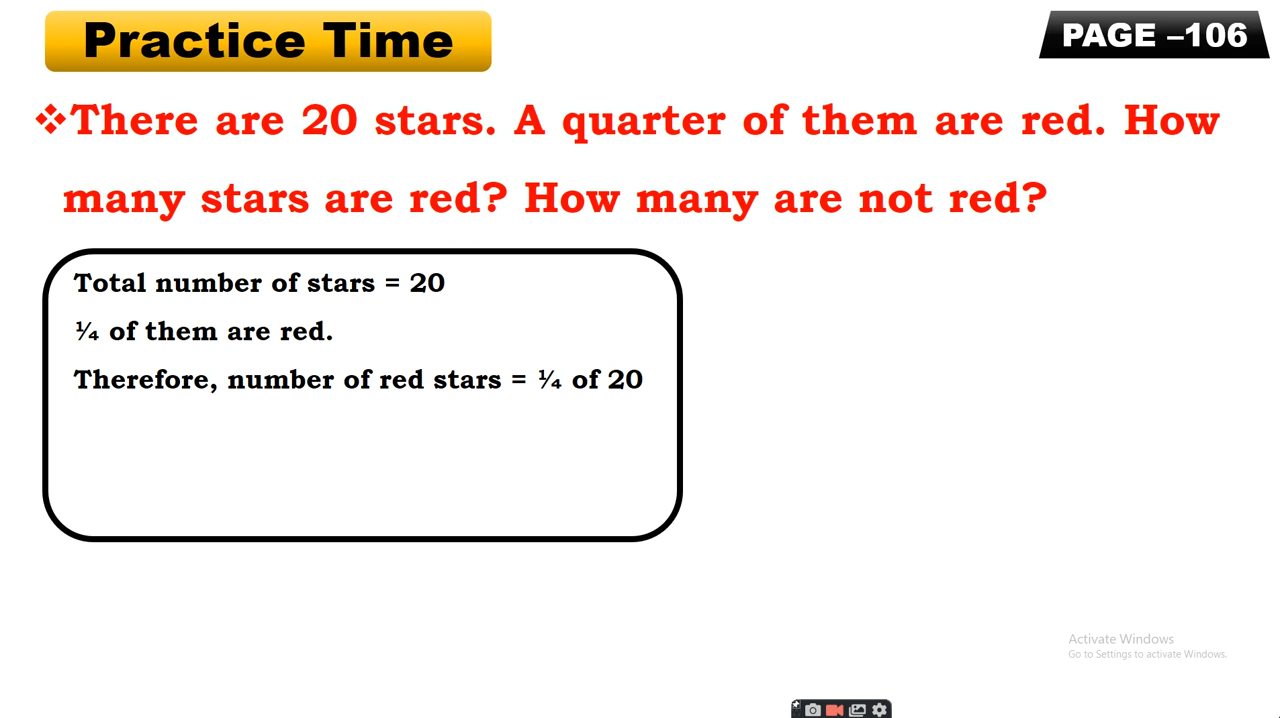 Practice Time
PAGE –106
❖There are 20 stars. A quarter of them are red. How
many stars are red? How many are not red?
Total number of stars = 20
¼ of them are red.
Therefore, number of red stars = ¼ of 20
Activate Windows
Go to Settings to activate Windows.